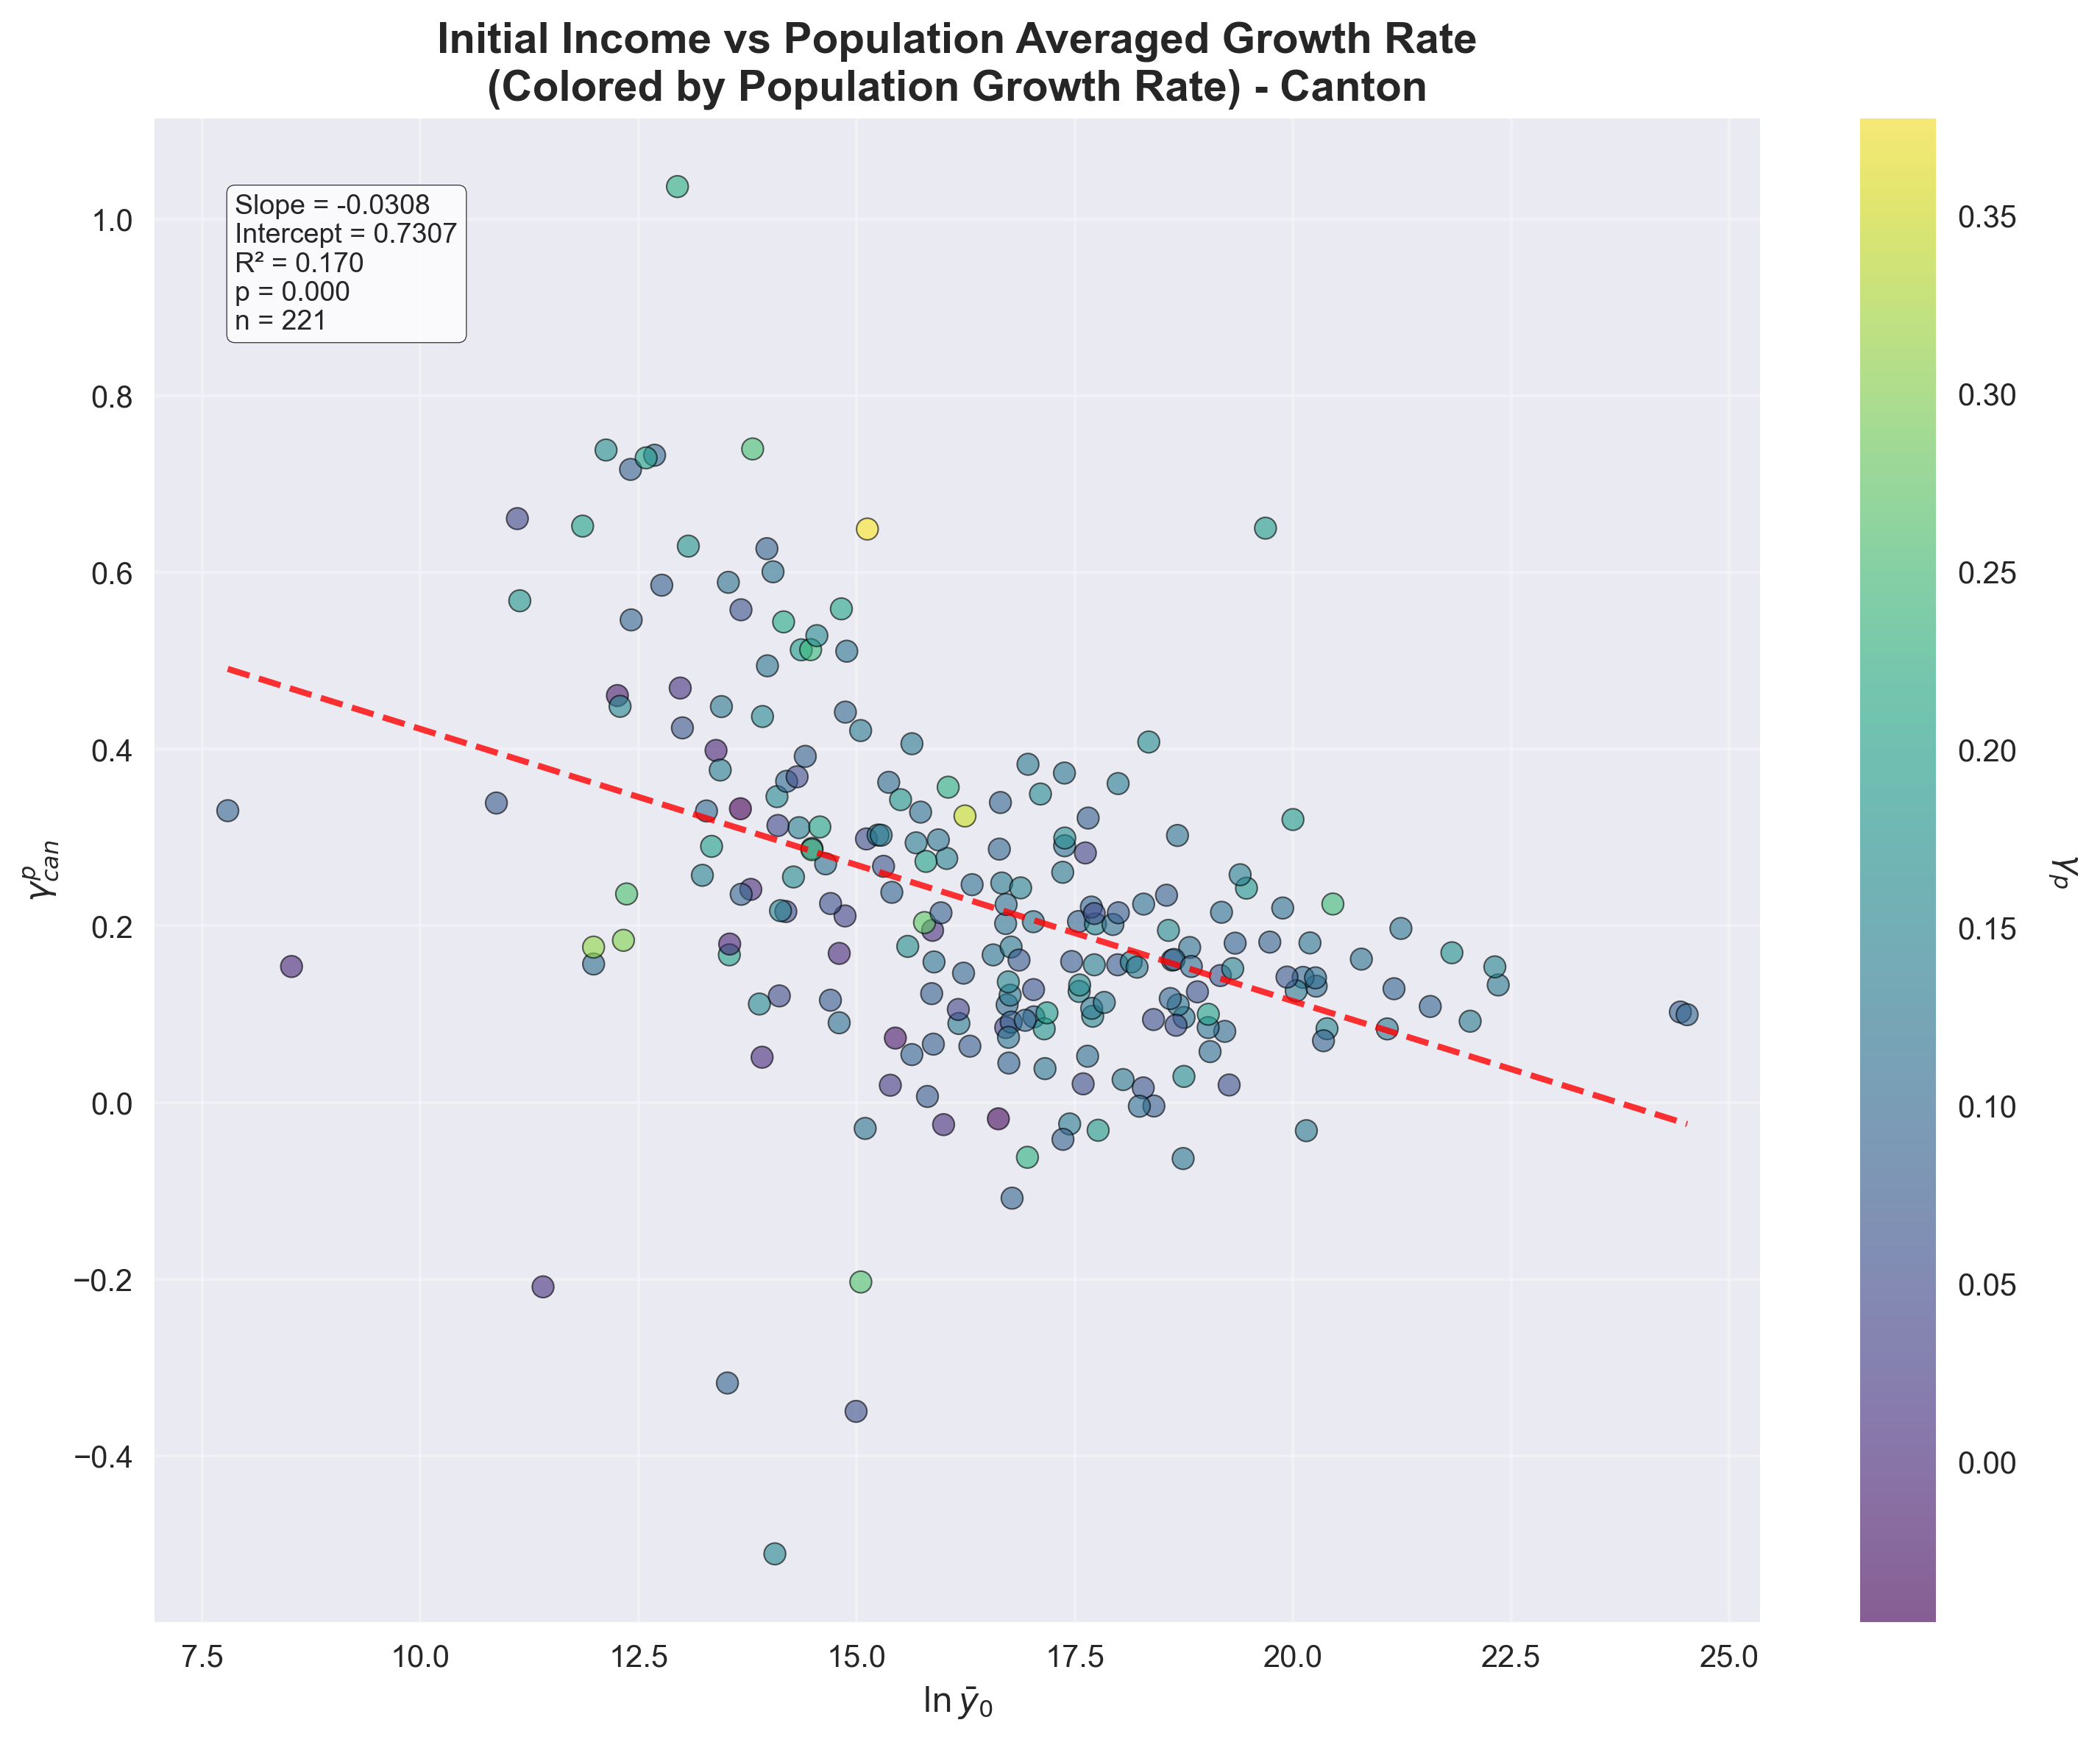 Initial Income vs Population Averaged Growth Rate
(Colored by Population Growth Rate) - Canton
Slope = -0.0308
Intercept = 0.7307
R² = 0.170
p = 0.000
n = 221
1.0
0.8
0.6
0.4
0.2
0.0
−0.2
−0.4
γ^p_{can}
7.5 10.0 12.5 15.0 17.5 20.0 22.5 25.0
ln ȳ₀
0.35
0.30
0.25
0.20
0.15
0.10
0.05
0.00
γ_p